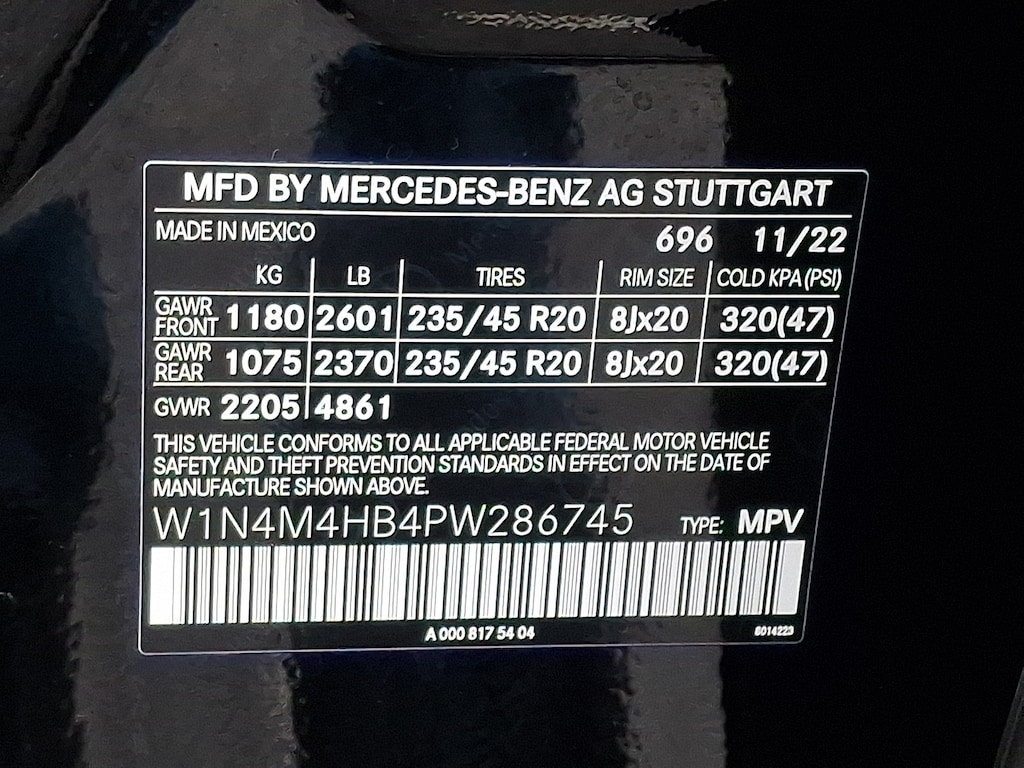 MFD BY MERCEDES-BENZ AG STUTTGART
MADE IN MEXICO 696 11/22
KG LB TIRES RIM SIZE COLD KPA (PSI)
GAWR FRONT 1180 2601 235/45 R20 8Jx20 320(47)
GAWR REAR 1075 2370 235/45 R20 8Jx20 320(47)
GVWR 2205 4861
THIS VEHICLE CONFORMS TO ALL APPLICABLE FEDERAL MOTOR VEHICLE
SAFETY AND THEFT PREVENTION STANDARDS IN EFFECT ON THE DATE OF
MANUFACTURE SHOWN ABOVE.
W1N4M4HB4PW286745 TYPE: MPV
A 000 817 54 04